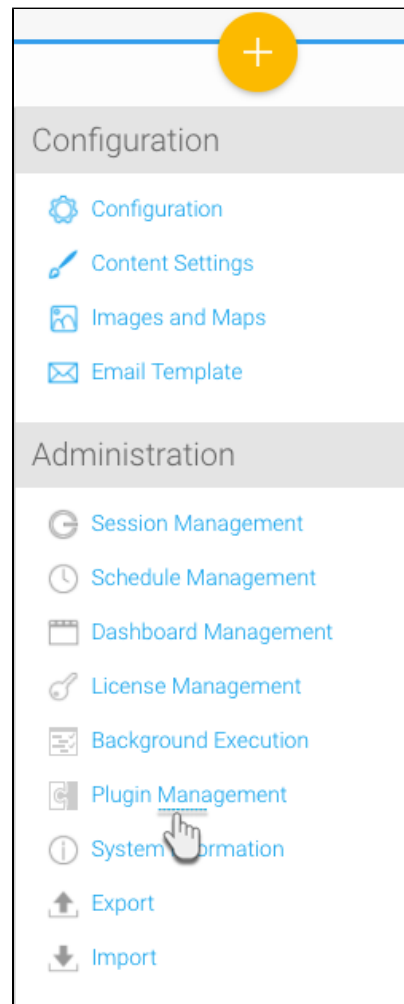 Configuration
Configuration
Content Settings
Images and Maps
Email Template
Administration
Session Management
Schedule Management
Dashboard Management
License Management
Background Execution
Plugin Management
System ormation
Export
Import